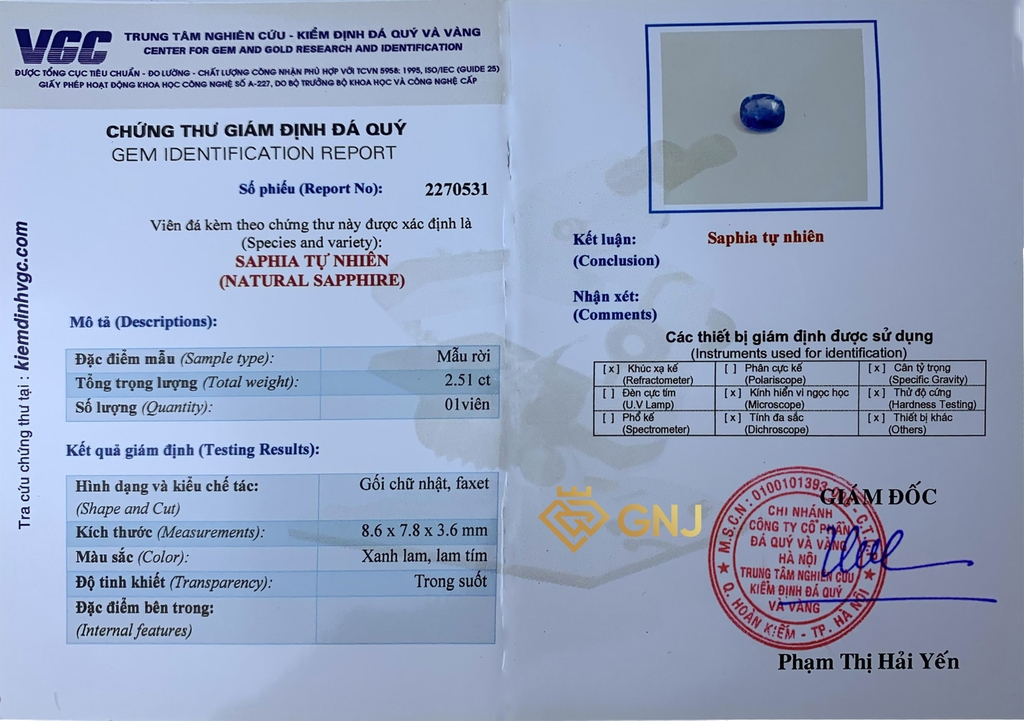 VGC
TRUNG TÂM NGHIÊN CỨU - KIỂM ĐỊNH ĐÁ QUÝ VÀ VÀNG
CENTER FOR GEM AND GOLD RESEARCH AND IDENTIFICATION
ĐƯỢC TỔNG CỤC TIÊU CHUẨN - ĐO LƯỜNG - CHẤT LƯỢNG CÔNG NHẬN PHÙ HỢP VỚI TCVN 5958: 1995, ISO/IEC (GUIDE 25)
GIẤY PHÉP HOẠT ĐỘNG KHOA HỌC CÔNG NGHỆ SỐ A-227, DO BỘ TRƯỞNG BỘ KHOA HỌC VÀ CÔNG NGHỆ CẤP
CHỨNG THƯ GIÁM ĐỊNH ĐÁ QUÝ
GEM IDENTIFICATION REPORT
Số phiếu (Report No): 2270531
Viên đá kèm theo chứng thư này được xác định là
(Species and variety):
SAPHIA TỰ NHIÊN
(NATURAL SAPPHIRE)
Mô tả (Descriptions):
Đặc điểm mẫu (Sample type): Mẫu rời
Tổng trọng lượng (Total weight): 2.51 ct
Số lượng (Quantity): 01viên
Kết quả giám định (Testing Results):
Hình dạng và kiểu chế tác: Gối chữ nhật, faxet
(Shape and Cut)
Kích thước (Measurements): 8.6 x 7.8 x 3.6 mm
Màu sắc (Color): Xanh lam, lam tím
Độ tinh khiết (Transparency): Trong suốt
Đặc điểm bên trong:
(Internal features)
Tra cứu chứng thư tại : kiemdinhvgc.com
Kết luận: Saphia tự nhiên
(Conclusion)
Nhận xét:
(Comments)
Các thiết bị giám định được sử dụng
(Instruments used for identification)
[x] Khúc xạ kế [ ] Phân cực kế [x] Cân tỷ trọng
(Refractometer) (Polariscope) (Specific Gravity)
[ ] Đèn cực tím [x] Kính hiển vi ngọc học [x] Thử độ cứng
(U.V Lamp) (Microscope) (Hardness Testing)
[ ] Phổ kế [x] Tính đa sắc [x] Thiết bị khác
(Spectrometer) (Dichroscope) (Others)
GNJ
GIÁM ĐỐC
M.S.C.N: 0100101393
CHI NHÁNH
CÔNG TY CỔ PHẦN
ĐÁ QUÝ VÀ VÀNG
HÀ NỘI
TRUNG TÂM NGHIÊN CỨU
KIỂM ĐỊNH ĐÁ QUÝ
VÀ VÀNG
Q. HOÀN KIẾM - TP. HÀ NỘI
Phạm Thị Hải Yến